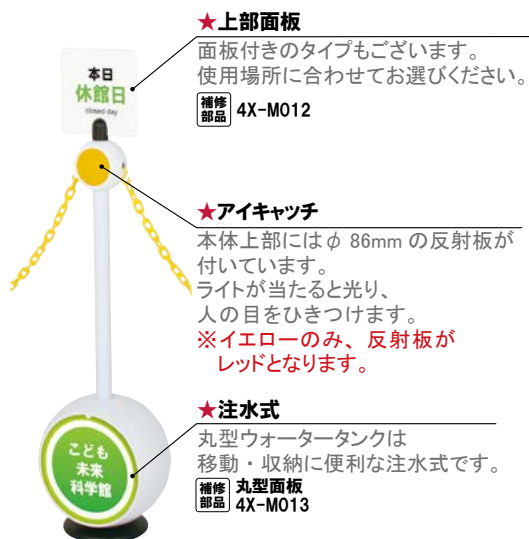 ★上部面板
面板付きのタイプもございます。
使用場所に合わせてお選びください。
補修部品 4X-M012
本日
休館日
closed day
★アイキャッチ
本体上部にはφ 86mm の反射板が
付いています。
ライトが当たると光り、
人の目をひきつけます。
※イエローのみ、反射板が
レッドとなります。
★注水式
丸型ウォータータンクは
移動・収納に便利な注水式です。
補修部品 丸型面板
4X-M013
こども
未来
科学館